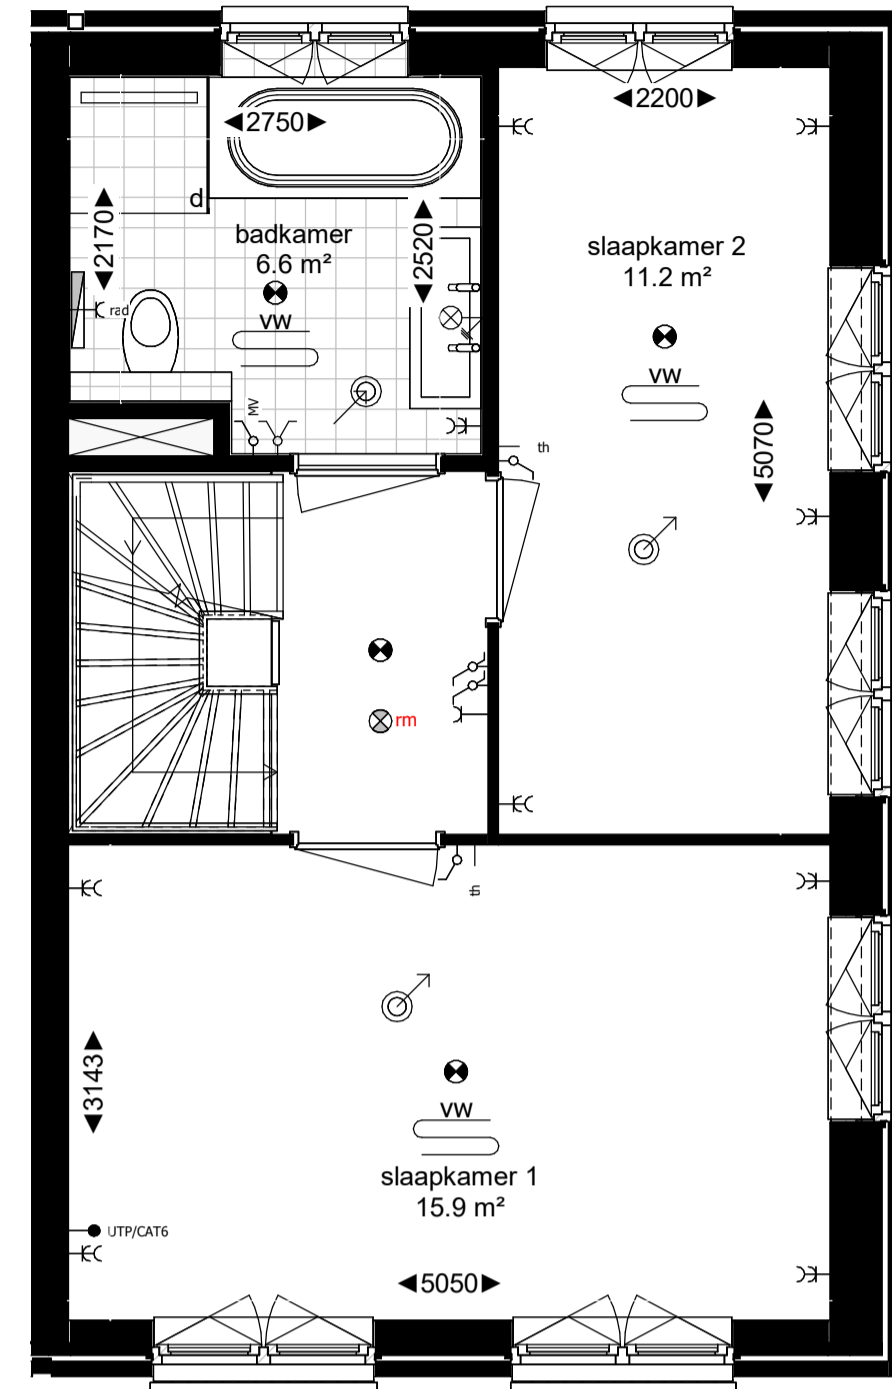 2200
2750
d
2170
badkamer
6.6 m²
2520
slaapkamer 2
11.2 m²
rad
vw
vw
MV
5070
th
rm
th
3143
vw
slaapkamer 1
15.9 m²
UTP/CAT6
5050